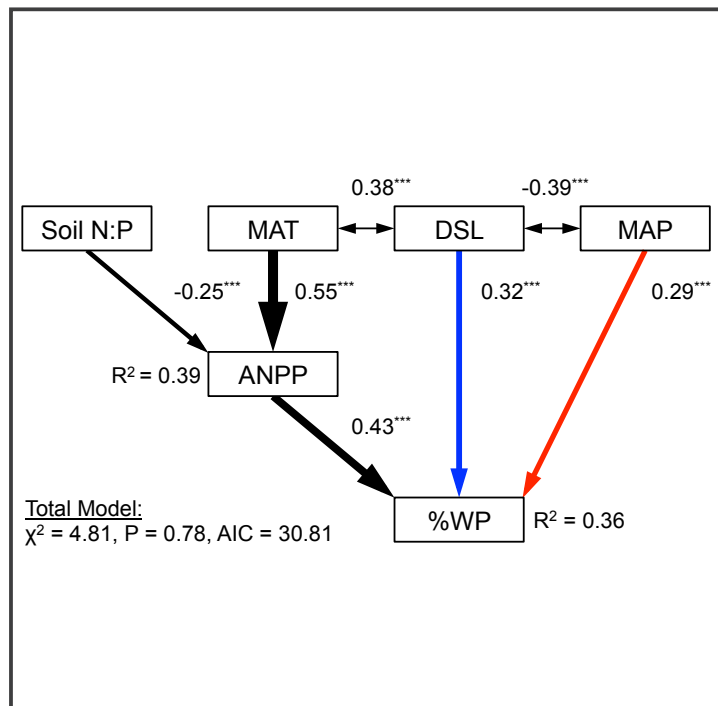 0.38***
-0.39***
Soil N:P
MAT
DSL
MAP
-0.25***
0.55***
0.32***
0.29***
R² = 0.39
ANPP
0.43***
Total Model:
χ² = 4.81, P = 0.78, AIC = 30.81
%WP
R² = 0.36